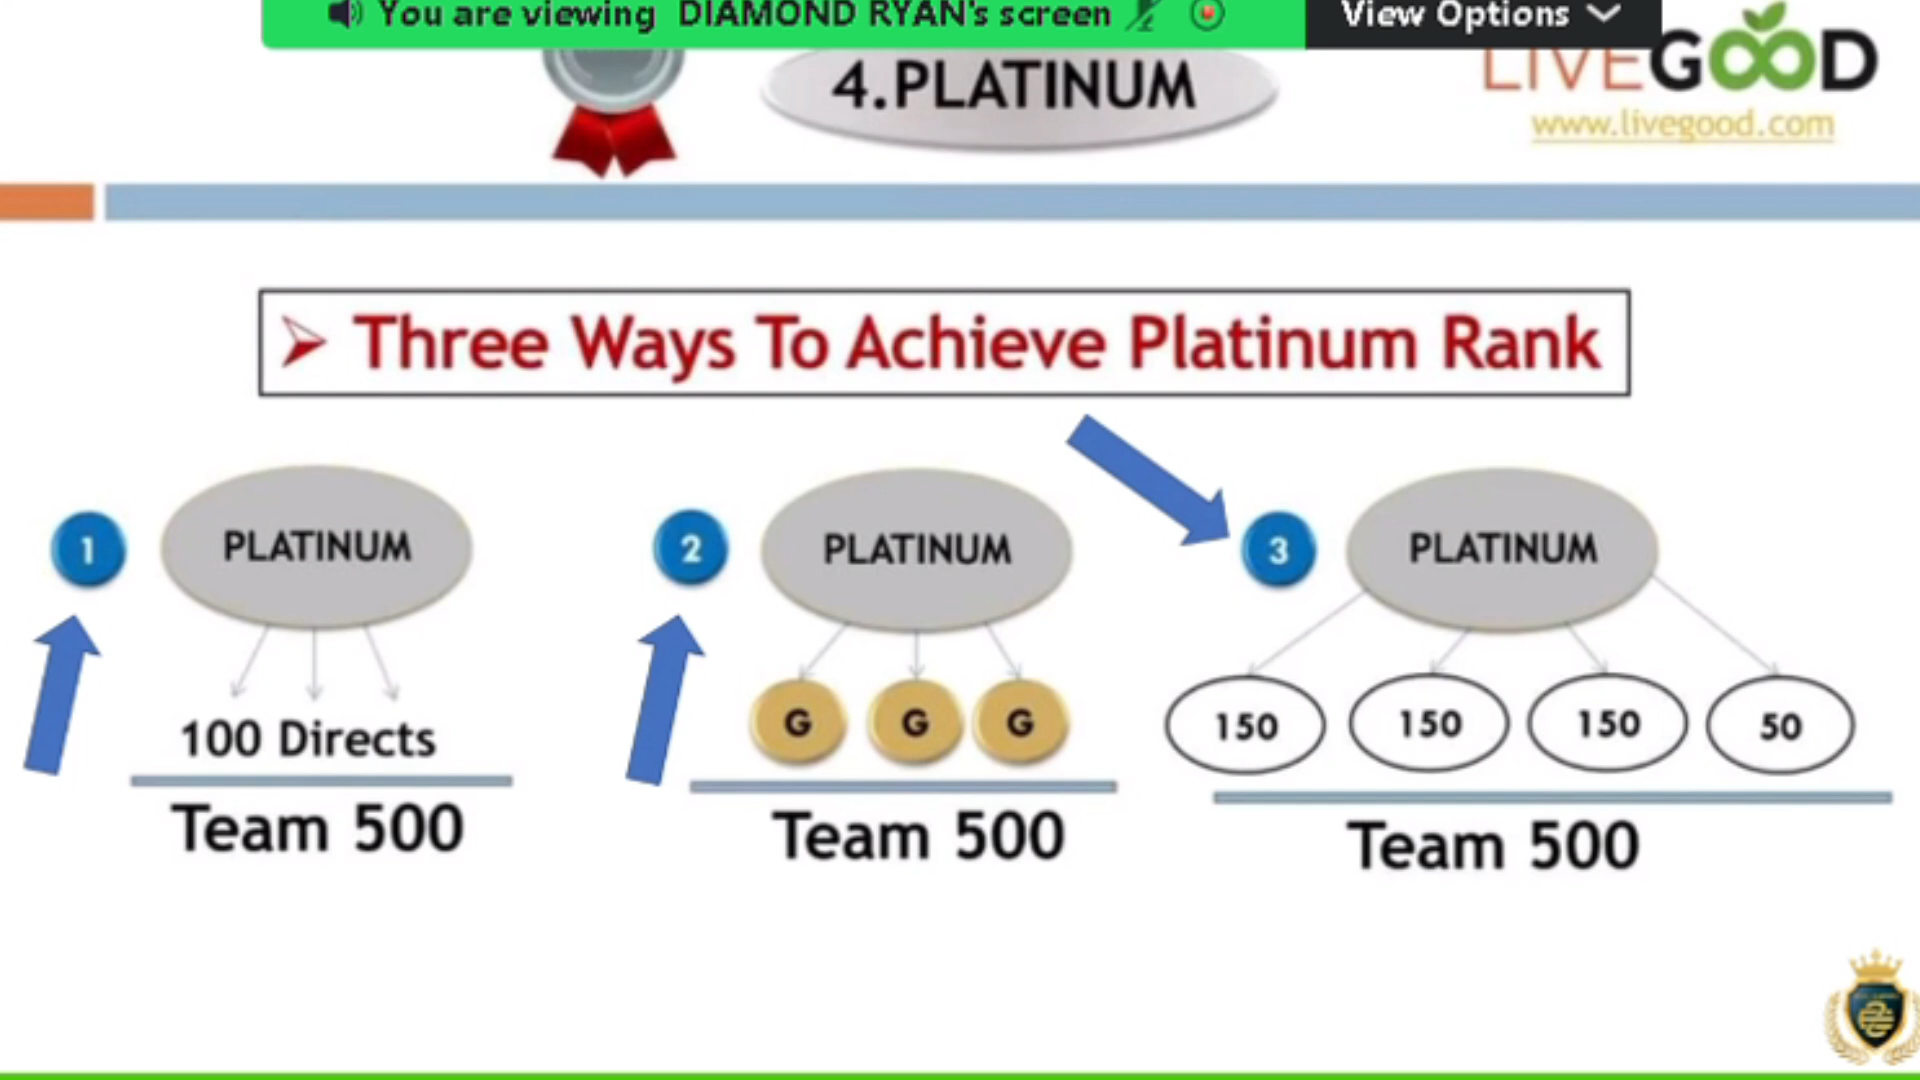 You are viewing DIAMOND RYAN's screen
View Options
4.PLATINUM
LIVEGOOD
www.livegood.com
Three Ways To Achieve Platinum Rank
1
PLATINUM
100 Directs
Team 500
2
PLATINUM
G G G
Team 500
3
PLATINUM
150 150 150 50
Team 500